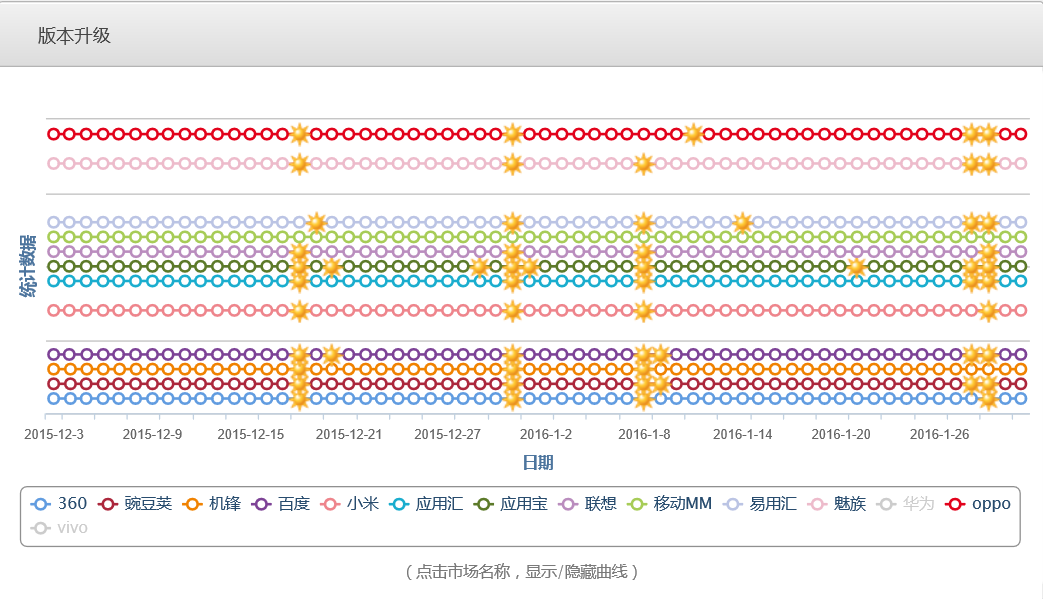 版本升级
统计数据
2015-12-3 2015-12-9 2015-12-15 2015-12-21 2015-12-27 2016-1-2 2016-1-8 2016-1-14 2016-1-20 2016-1-26
日期
360 豌豆荚 机锋 百度 小米 应用汇 应用宝 联想 移动MM 易用汇 魅族 华为 oppo
vivo
（点击市场名称，显示/隐藏曲线）